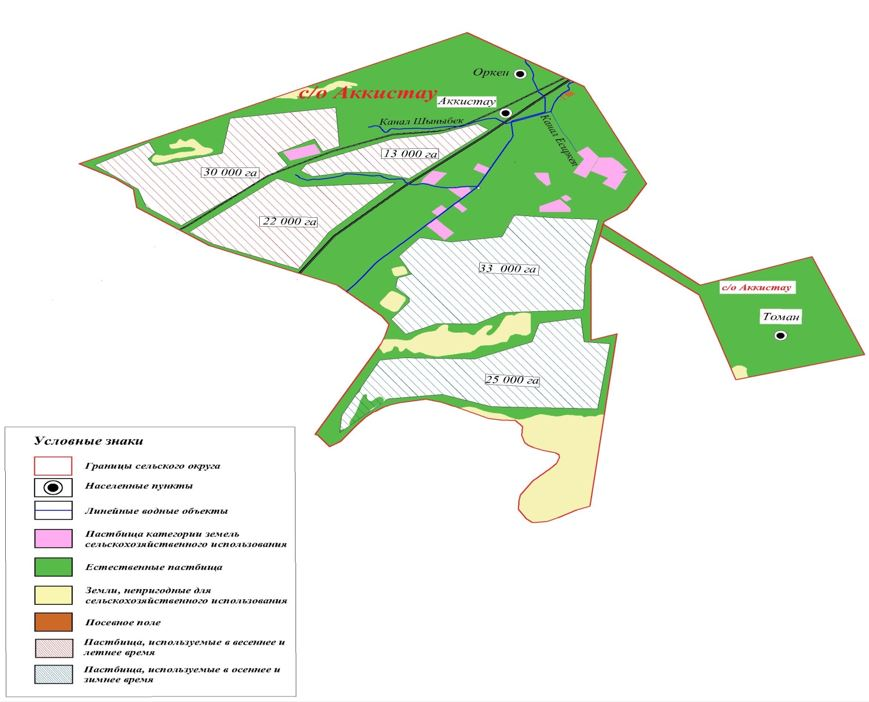 Оркен
с/о Аккистау
Аккистау
Канал Шыныбек
Канал Есиркеп
13 000 га
30 000 га
22 000 га
33 000 га
с/о Аккистау
Томан
25 000 га
Условные знаки
Границы сельского округа
Населенные пункты
Линейные водные объекты
Пастбища категории земель
сельскохозяйственного использования
Естественные пастбища
Земли, непригодные для
сельскохозяйственного использования
Посевное поле
Пастбища, используемые в весеннее и
летнее время
Пастбища, используемые в осеннее и
зимнее время